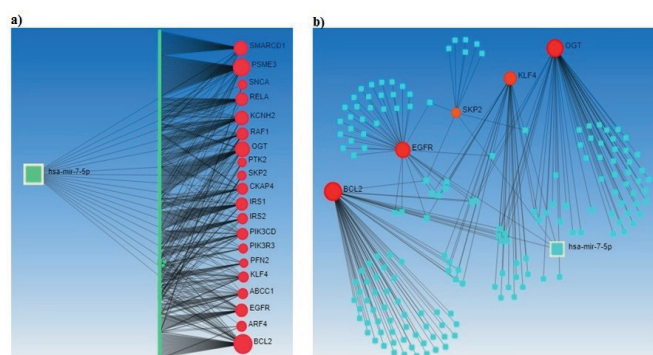 a)
SMARCD1
PSME3
SNCA
RELA
KCNH2
RAF1
OGT
PTK2
hsa-mir-7-5p
SKP2
CKAP4
IRS1
IRS2
PIK3CD
PIK3R3
PFN2
KLF4
ABCC1
EGFR
ARF4
BCL2
b)
OGT
KLF4
SKP2
EGFR
BCL2
hsa-mir-7-5p